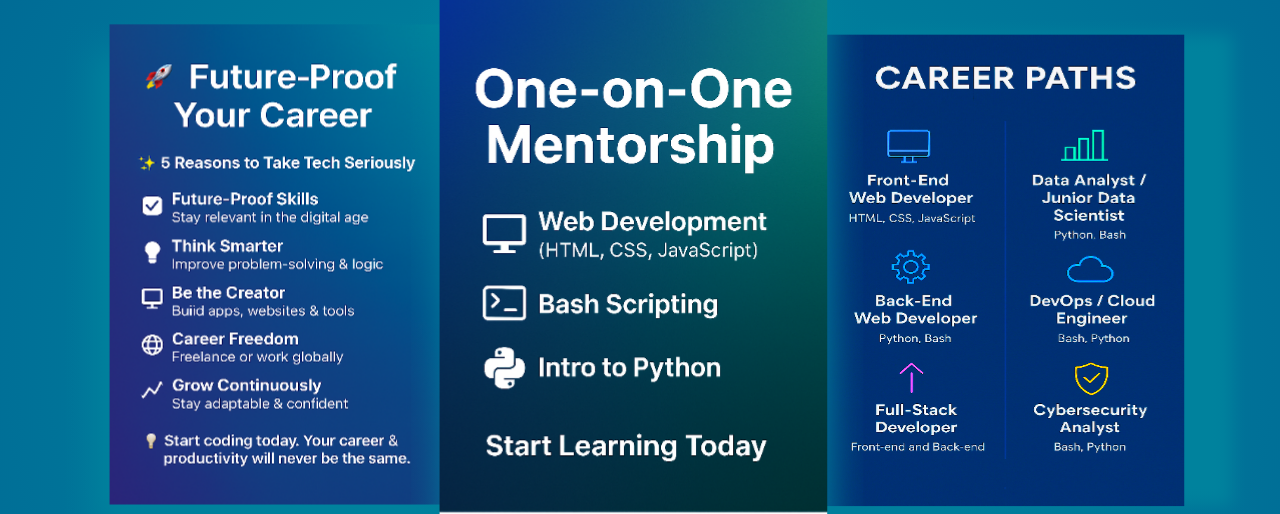 🚀 Future-Proof
Your Career
✨ 5 Reasons to Take Tech Seriously
Future-Proof Skills
Stay relevant in the digital age
Think Smarter
Improve problem-solving & logic
Be the Creator
Build apps, websites & tools
Career Freedom
Freelance or work globally
Grow Continuously
Stay adaptable & confident
💡 Start coding today. Your career &
productivity will never be the same.
One-on-One
Mentorship
Web Development
(HTML, CSS, JavaScript)
Bash Scripting
Intro to Python
Start Learning Today
CAREER PATHS
Front-End
Web Developer
HTML, CSS, JavaScript
Back-End
Web Developer
Python, Bash
Full-Stack
Developer
Front-end and Back-end
Data Analyst /
Junior Data
Scientist
Python. Bash
DevOps / Cloud
Engineer
Bash, Python
Cybersecurity
Analyst
Bash, Python